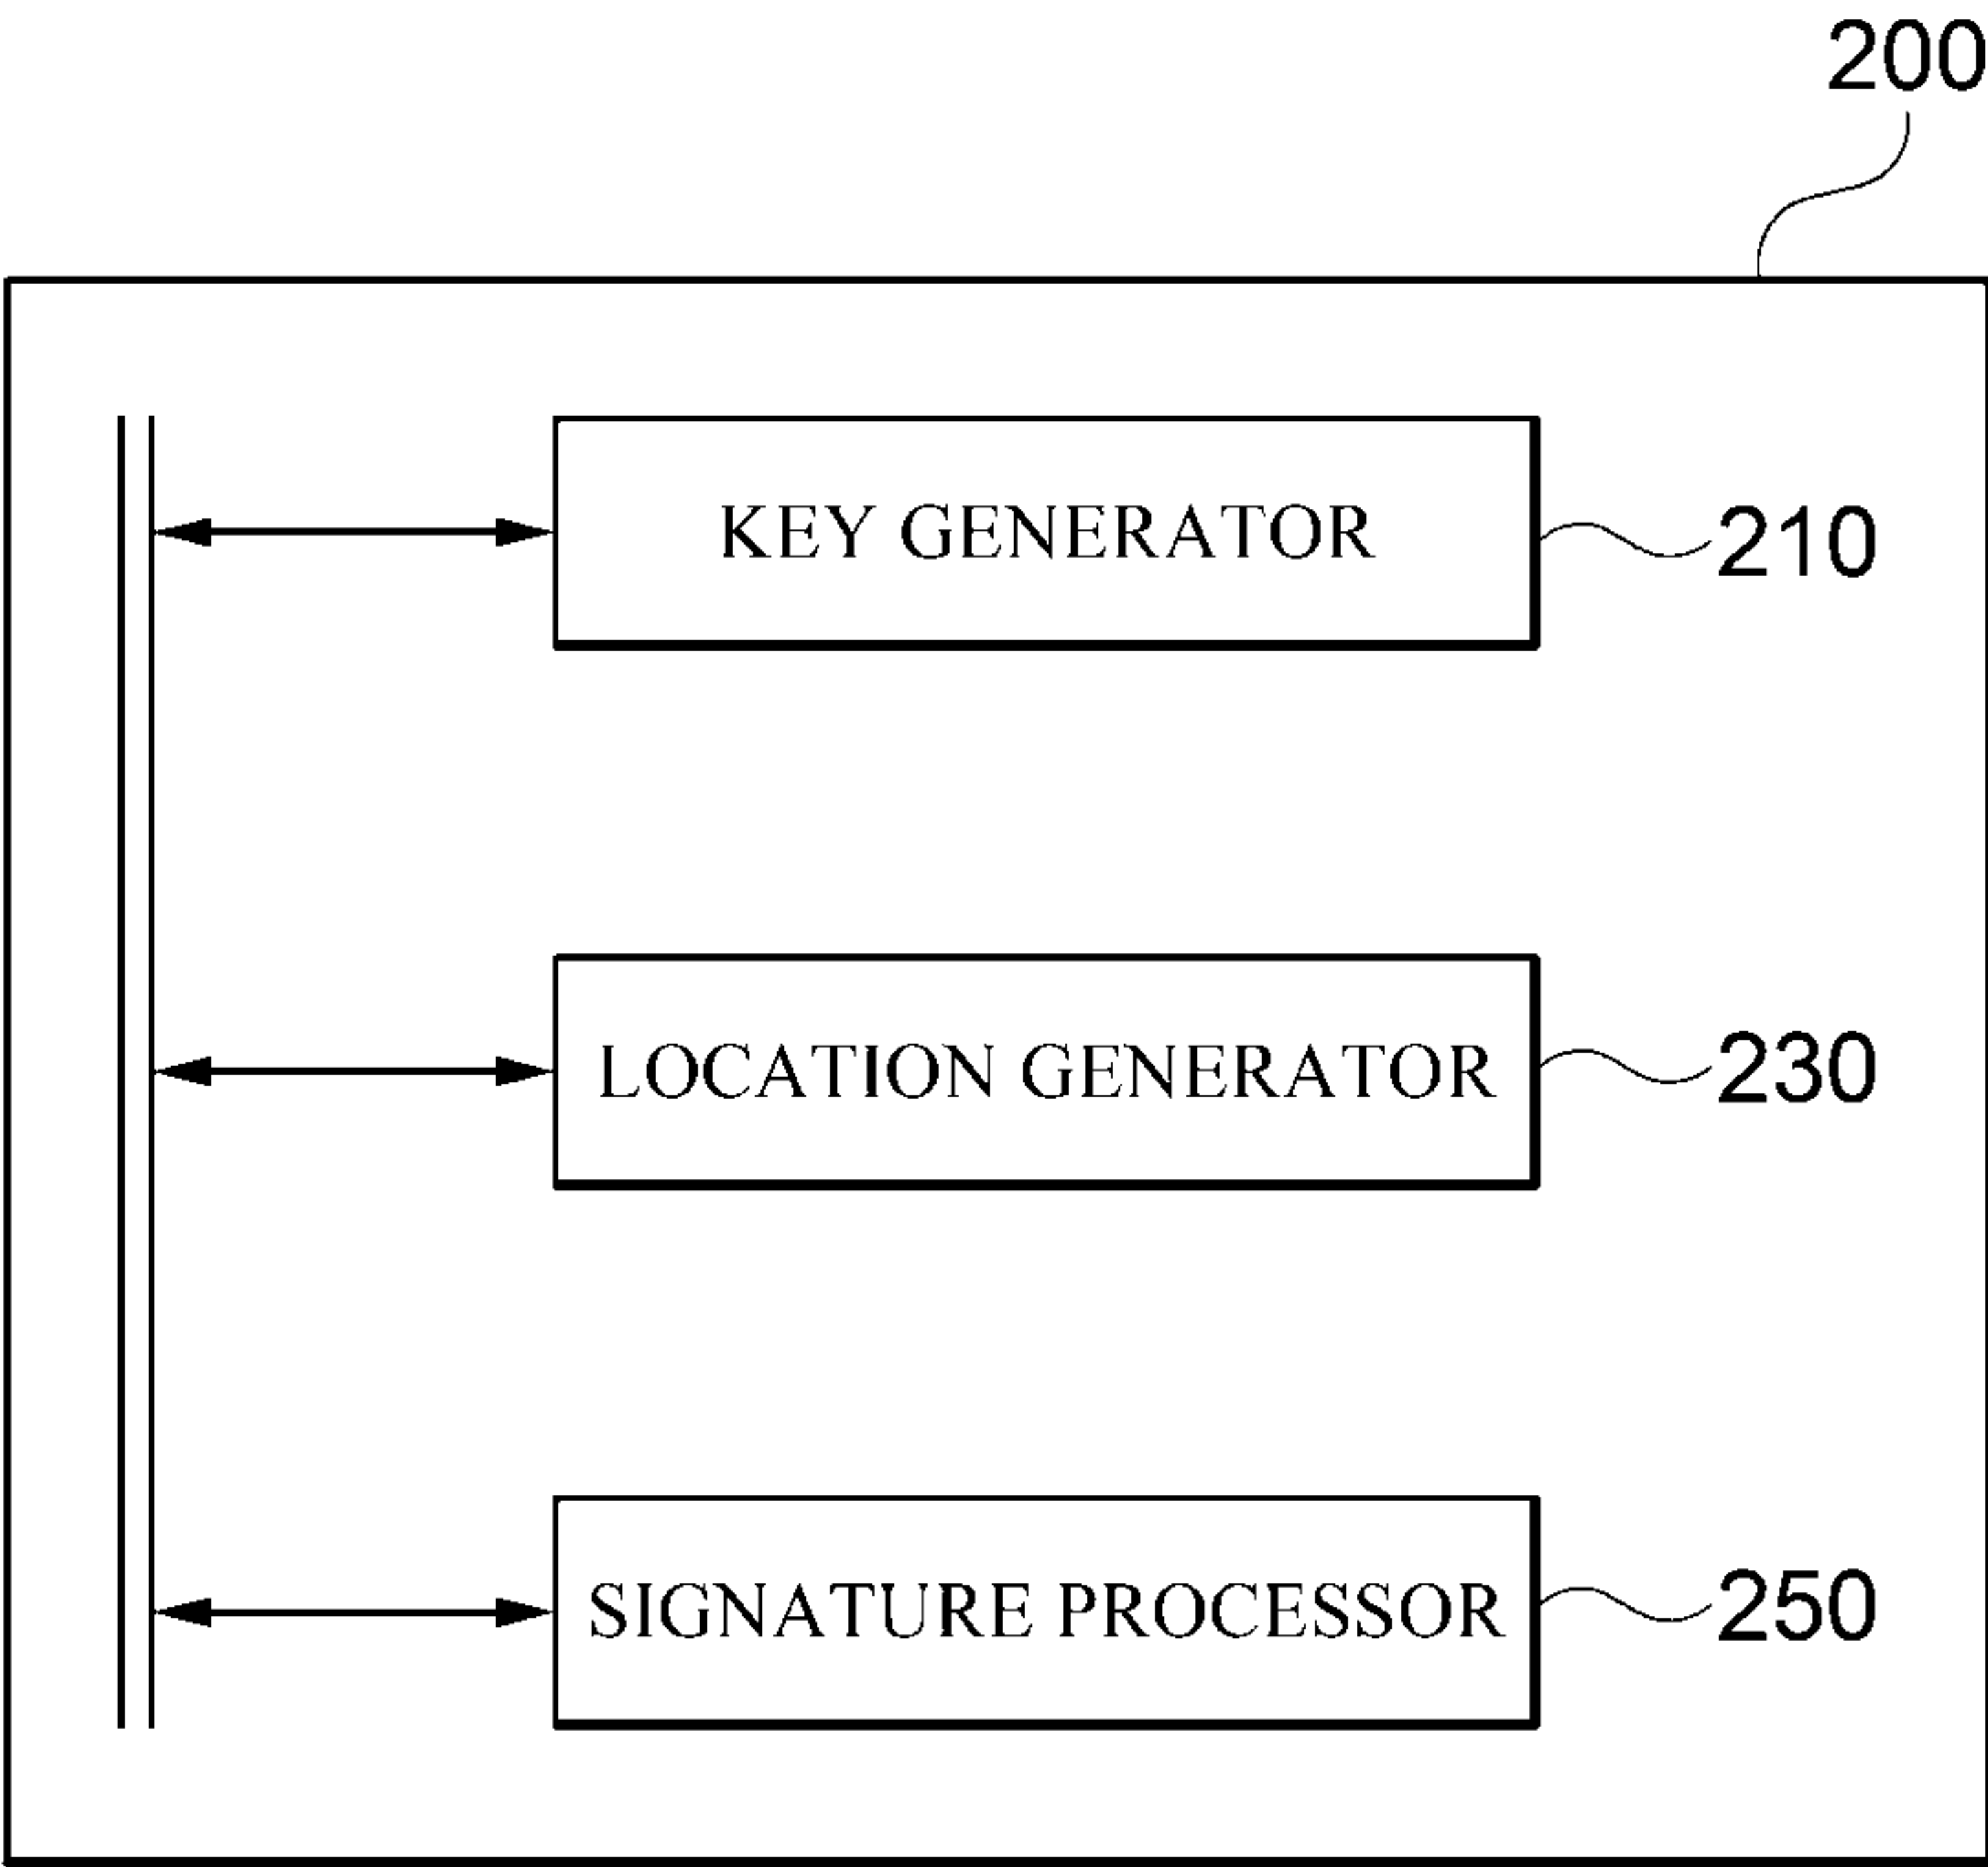 200
KEY GENERATOR
210
LOCATION GENERATOR
230
SIGNATURE PROCESSOR
250